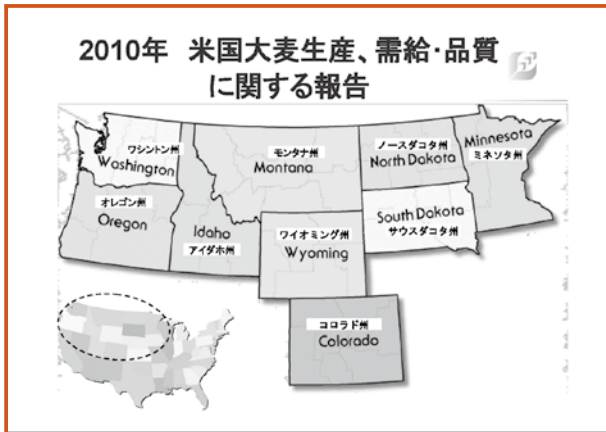 2010年 米国大麦生産、需給・品質
に関する報告
ワシントン州
Washington
モンタナ州
Montana
ノースダコタ州
North Dakota
Minnesota
ミネソタ州
オレゴン州
Oregon
Idaho
アイダホ州
ワイオミング州
Wyoming
South Dakota
サウスダコタ州
コロラド州
Colorado